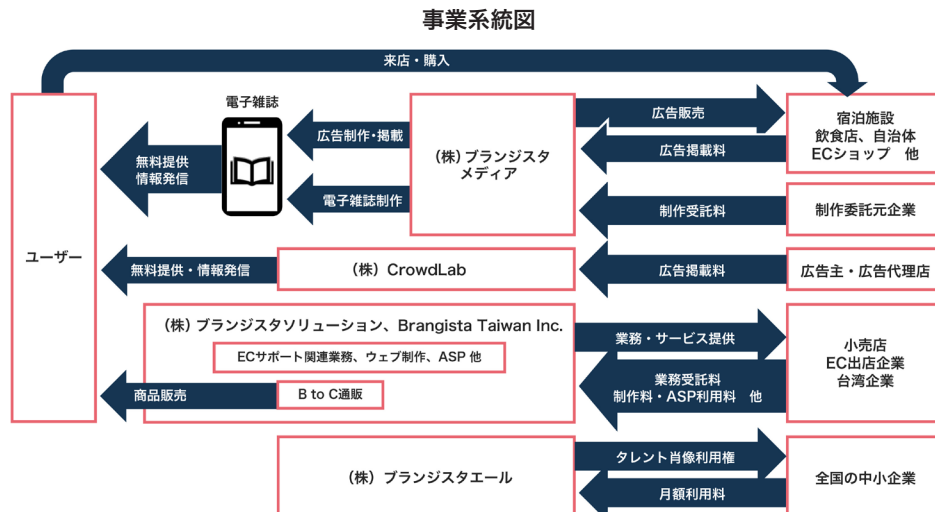 事業系統図
来店・購入
電子雑誌
広告制作・掲載
電子雑誌制作
無料提供
情報発信
(株)ブランジスタ
メディア
広告販売
広告掲載料
制作受託料
宿泊施設
飲食店、自治体
ECショップ 他
制作委託元企業
ユーザー
無料提供・情報発信
(株)CrowdLab
広告掲載料
広告主・広告代理店
(株)ブランジスタソリューション、Brangista Taiwan Inc.
ECサポート関連業務、ウェブ制作、ASP 他
商品販売
B to C通販
業務・サービス提供
業務受託料
制作料・ASP利用料 他
小売店
EC出店企業
台湾企業
(株)ブランジスタエール
タレント肖像利用権
月額利用料
全国の中小企業